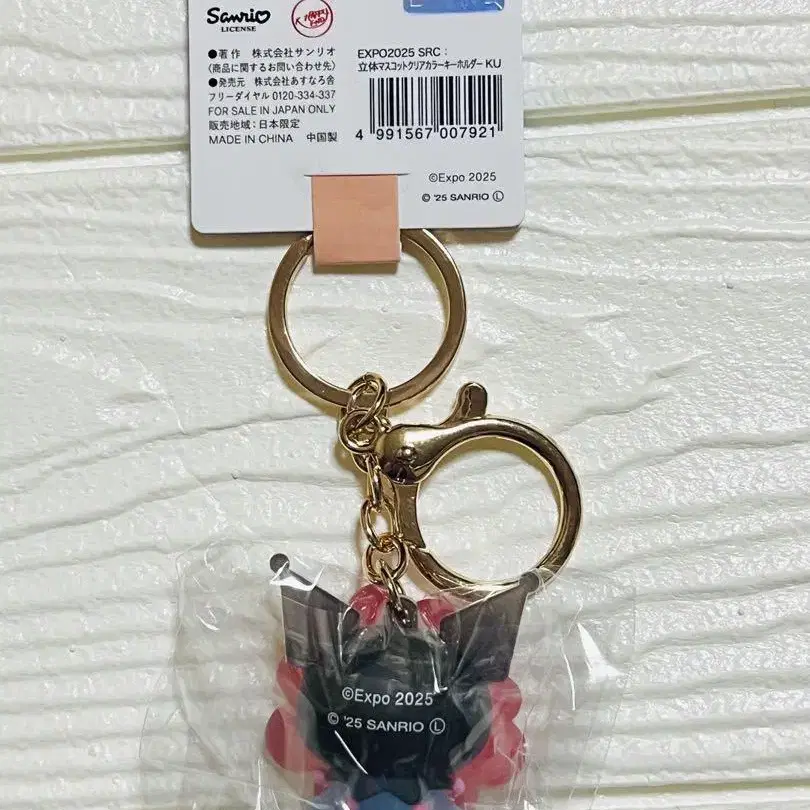 Sanrio
LICENSE
●著作 株式会社サンリオ
(商品に関するお問い合わせ先)
●発売元 株式会社あすなろ舎
フリーダイヤル 0120-334-337
FOR SALE IN JAPAN ONLY
販売地域:日本限定
MADE IN CHINA 中国製
EXPO2025 SRC:
立体マスコットクリアカラーキーホルダー KU
4 991567 007921
©Expo 2025
© '25 SANRIO Ⓛ
©Expo 2025
© '25 SANRIO Ⓛ